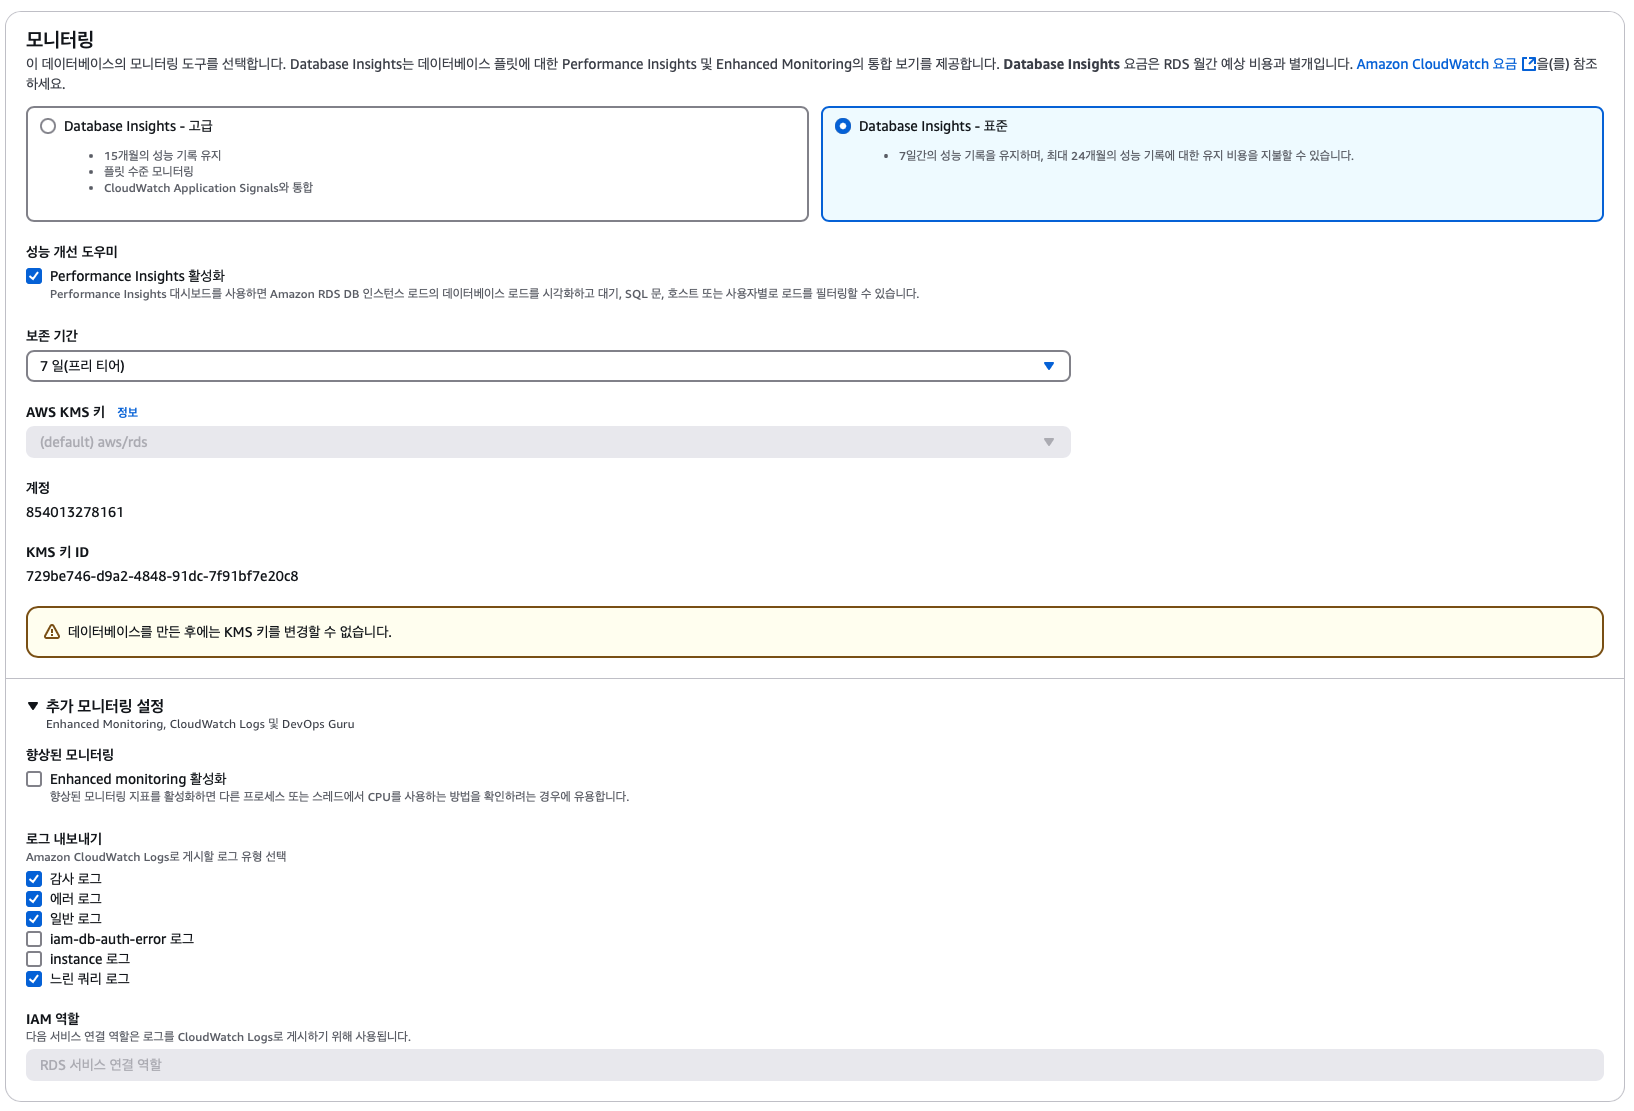 모니터링
이 데이터베이스의 모니터링 도구를 선택합니다. Database Insights는 데이터베이스 플릿에 대한 Performance Insights 및 Enhanced Monitoring의 통합 보기를 제공합니다. Database Insights 요금은 RDS 월간 예상 비용과 별개입니다. Amazon CloudWatch 요금 을(를) 참조
하세요.
Database Insights - 고급
• 15개월의 성능 기록 유지
• 플릿 수준 모니터링
• CloudWatch Application Signals와 통합
Database Insights - 표준
• 7일간의 성능 기록을 유지하며, 최대 24개월의 성능 기록에 대한 유지 비용을 지불할 수 있습니다.
성능 개선 도우미
Performance Insights 활성화
Performance Insights 대시보드를 사용하면 Amazon RDS DB 인스턴스 로드의 데이터베이스 로드를 시각화하고 대기, SQL 문, 호스트 또는 사용자별로 로드를 필터링할 수 있습니다.
보존 기간
7 일(프리 티어)
AWS KMS 키 정보
(default) aws/rds
계정
854013278161
KMS 키 ID
729be746-d9a2-4848-91dc-7f91bf7e20c8
데이터베이스를 만든 후에는 KMS 키를 변경할 수 없습니다.
추가 모니터링 설정
Enhanced Monitoring, CloudWatch Logs 및 DevOps Guru
향상된 모니터링
Enhanced monitoring 활성화
향상된 모니터링 지표를 활성화하면 다른 프로세스 또는 스레드에서 CPU를 사용하는 방법을 확인하려는 경우에 유용합니다.
로그 내보내기
Amazon CloudWatch Logs로 게시할 로그 유형 선택
감사 로그
에러 로그
일반 로그
iam-db-auth-error 로그
instance 로그
느린 쿼리 로그
IAM 역할
다음 서비스 연결 역할은 로그를 CloudWatch Logs로 게시하기 위해 사용됩니다.
RDS 서비스 연결 역할